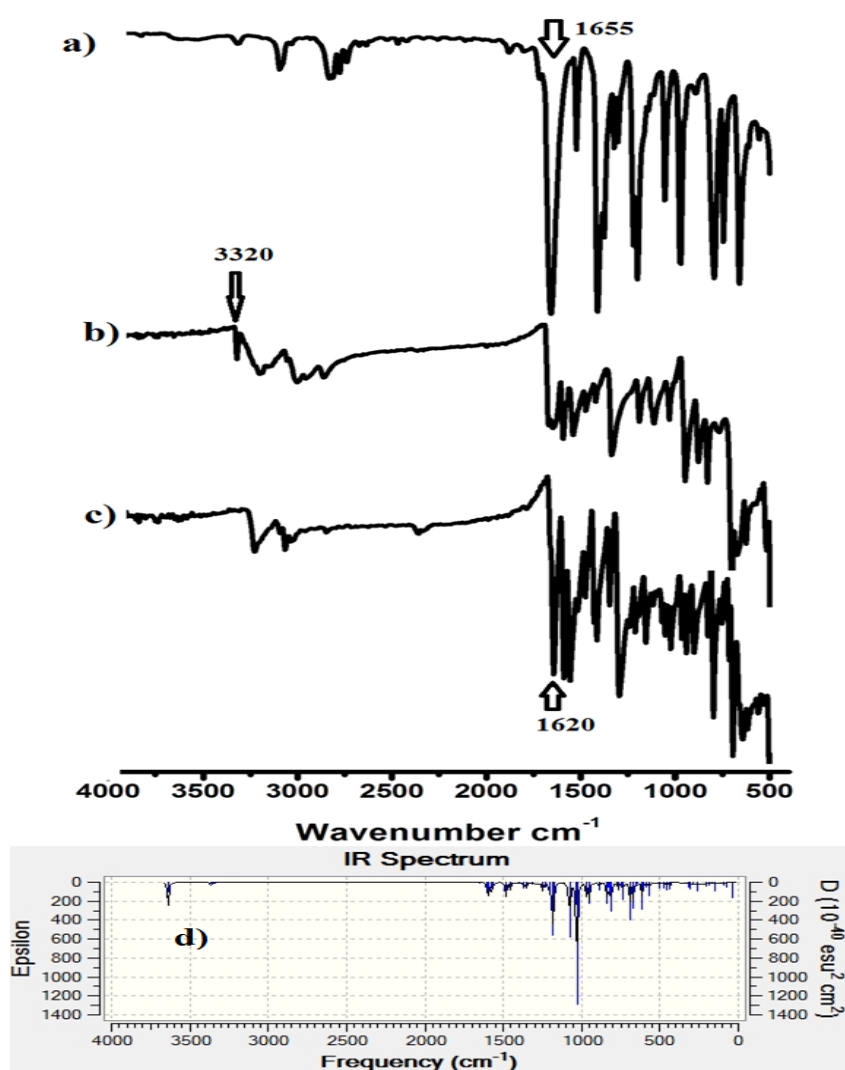 a)
1655
3320
b)
c)
1620
4000 3500 3000 2500 2000 1500 1000 500
Wavenumber cm-1
IR Spectrum
0 0
200 200
400 400
600 600
800 800
1000 1000
1200 1200
1400 1400
Epsilon
d)
D (10-40 esu2 cm2)
4000 3500 3000 2500 2000 1500 1000 500 0
Frequency (cm-1)